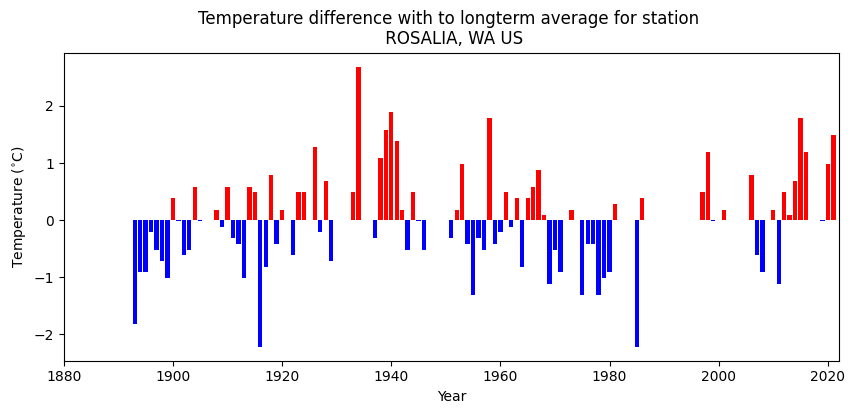 Temperature difference with to longterm average for station
ROSALIA, WA US
Temperature (°C)
2
1
0
−1
−2
1880 1900 1920 1940 1960 1980 2000 2020
Year